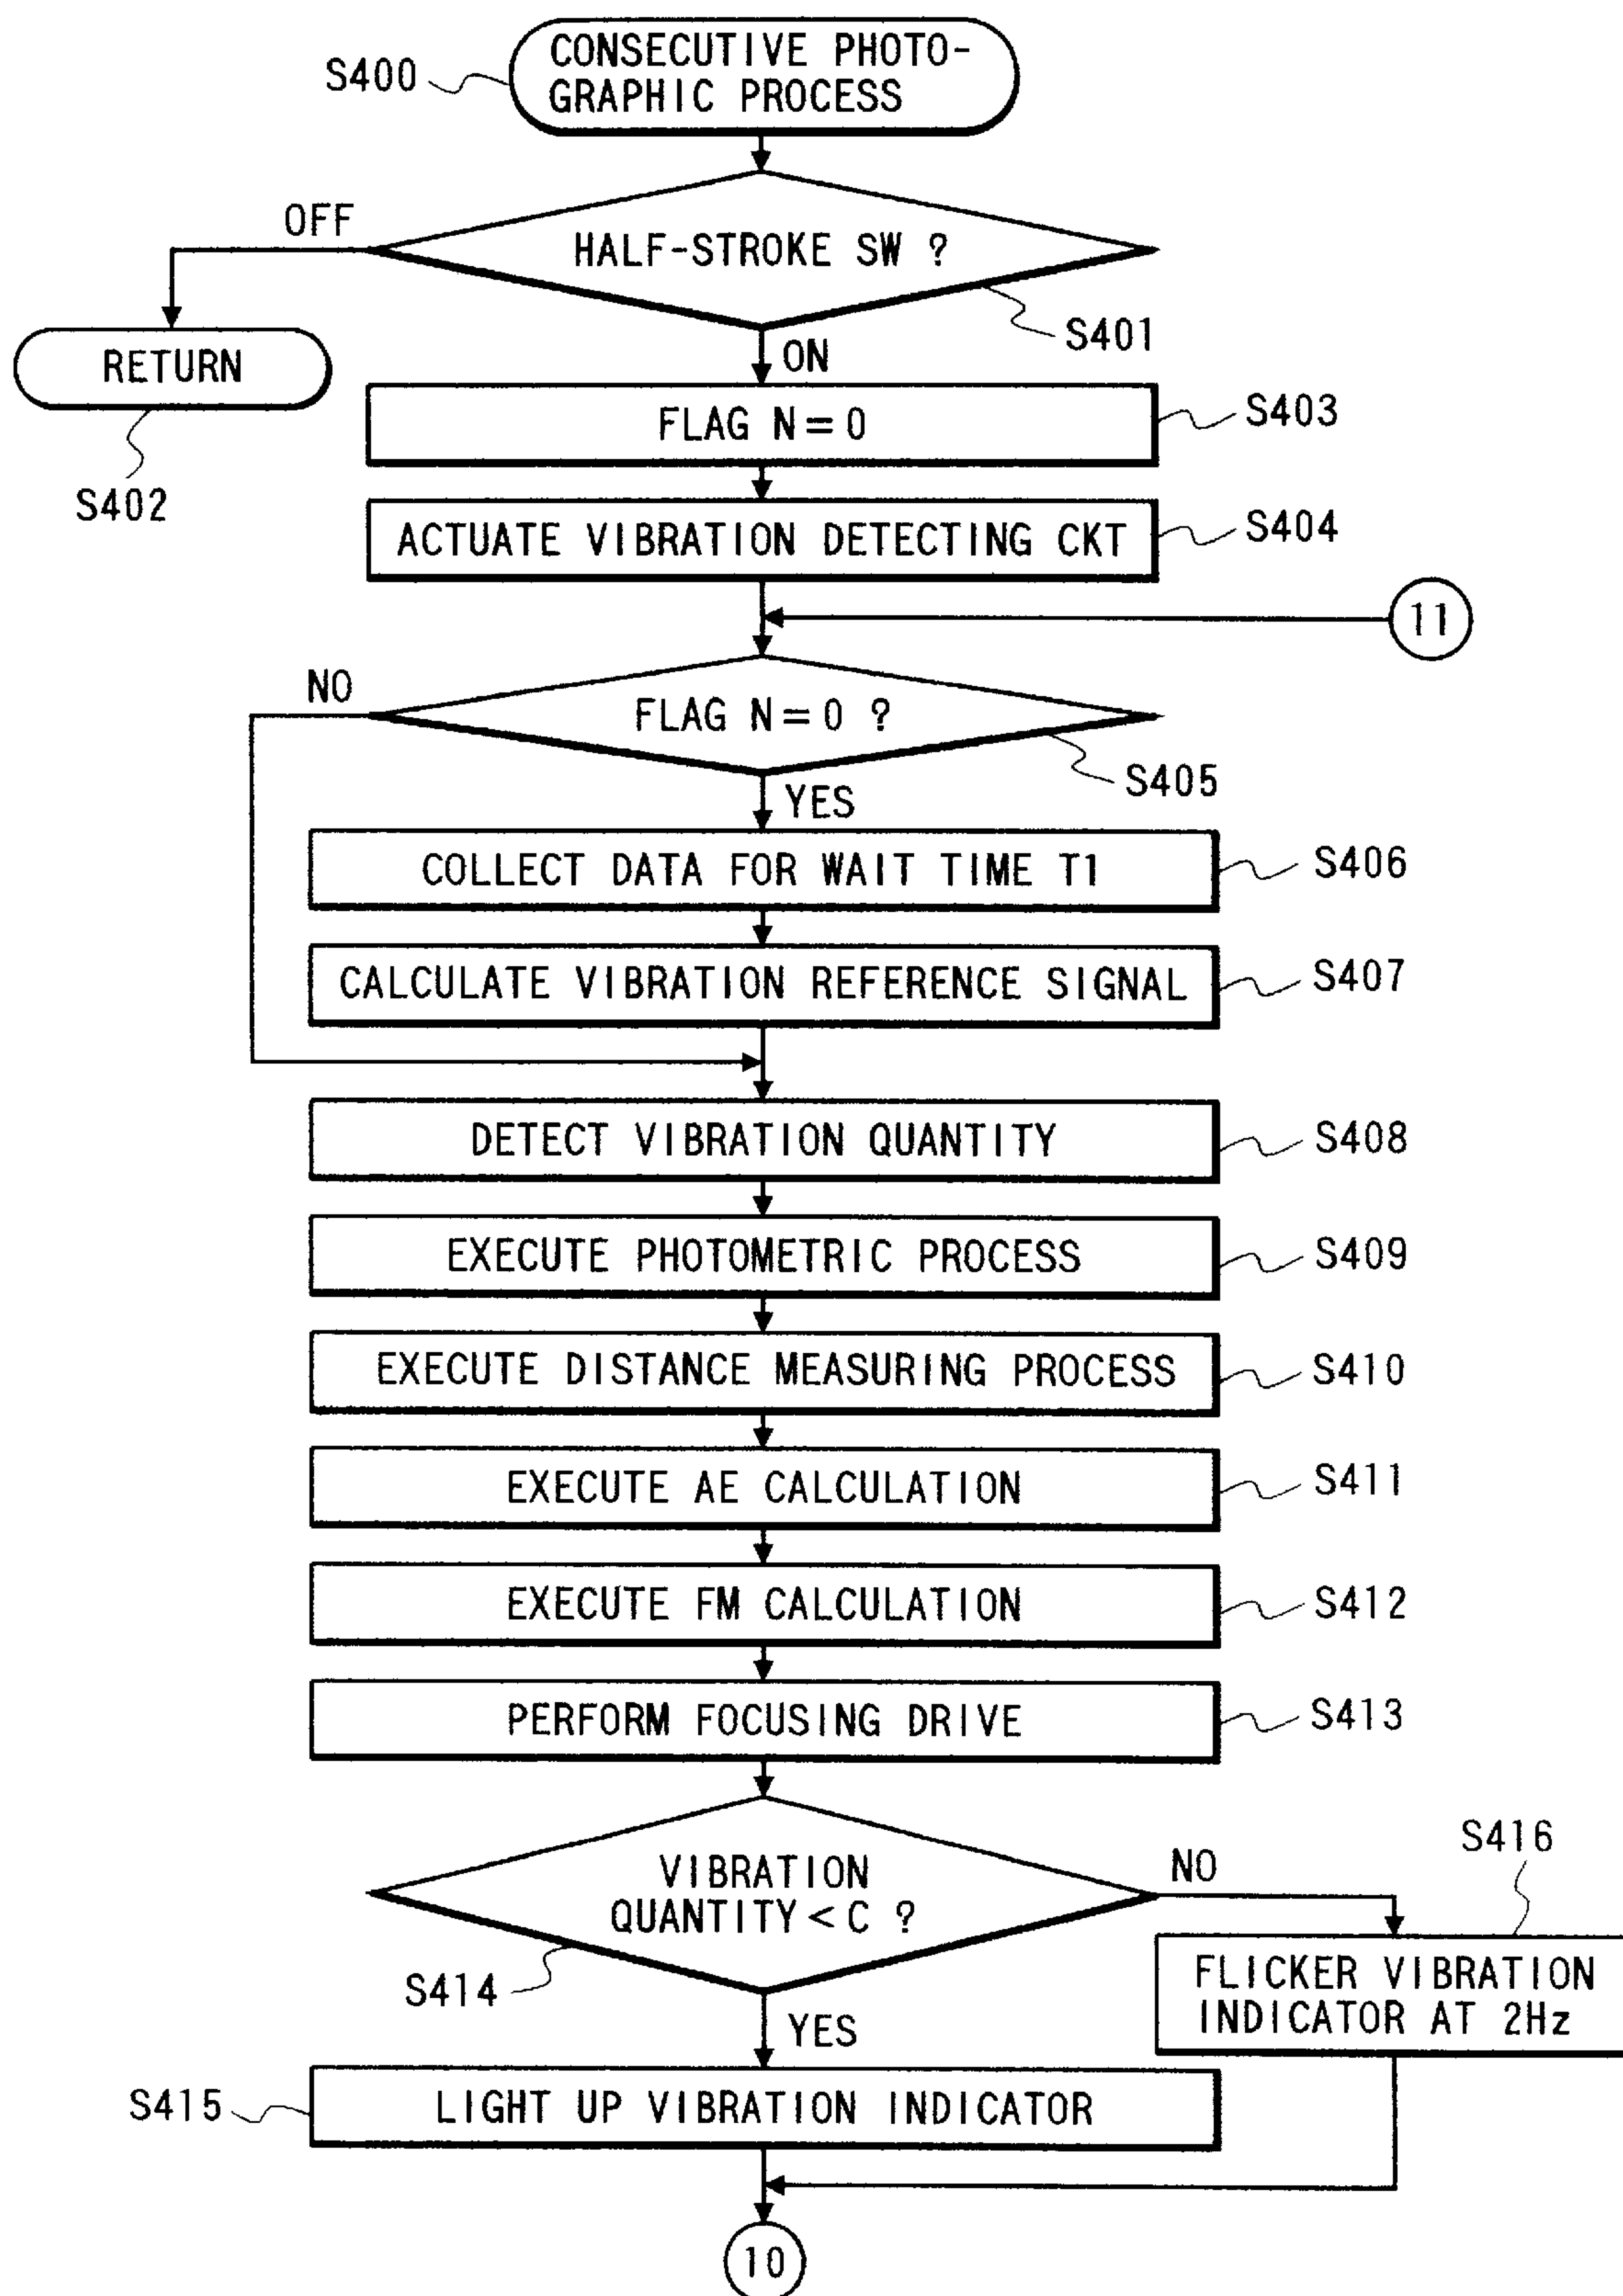 CONSECUTIVE PHOTO-
GRAPHIC PROCESS
S400
OFF
HALF-STROKE SW ?
S401
RETURN
S402
ON
FLAG N=0
S403
ACTUATE VIBRATION DETECTING CKT
S404
11
NO
FLAG N=0 ?
S405
YES
COLLECT DATA FOR WAIT TIME T1
S406
CALCULATE VIBRATION REFERENCE SIGNAL
S407
DETECT VIBRATION QUANTITY
S408
EXECUTE PHOTOMETRIC PROCESS
S409
EXECUTE DISTANCE MEASURING PROCESS
S410
EXECUTE AE CALCULATION
S411
EXECUTE FM CALCULATION
S412
PERFORM FOCUSING DRIVE
S413
VIBRATION
QUANTITY<C ?
S414
NO
S416
FLICKER VIBRATION
INDICATOR AT 2Hz
YES
S415
LIGHT UP VIBRATION INDICATOR
10